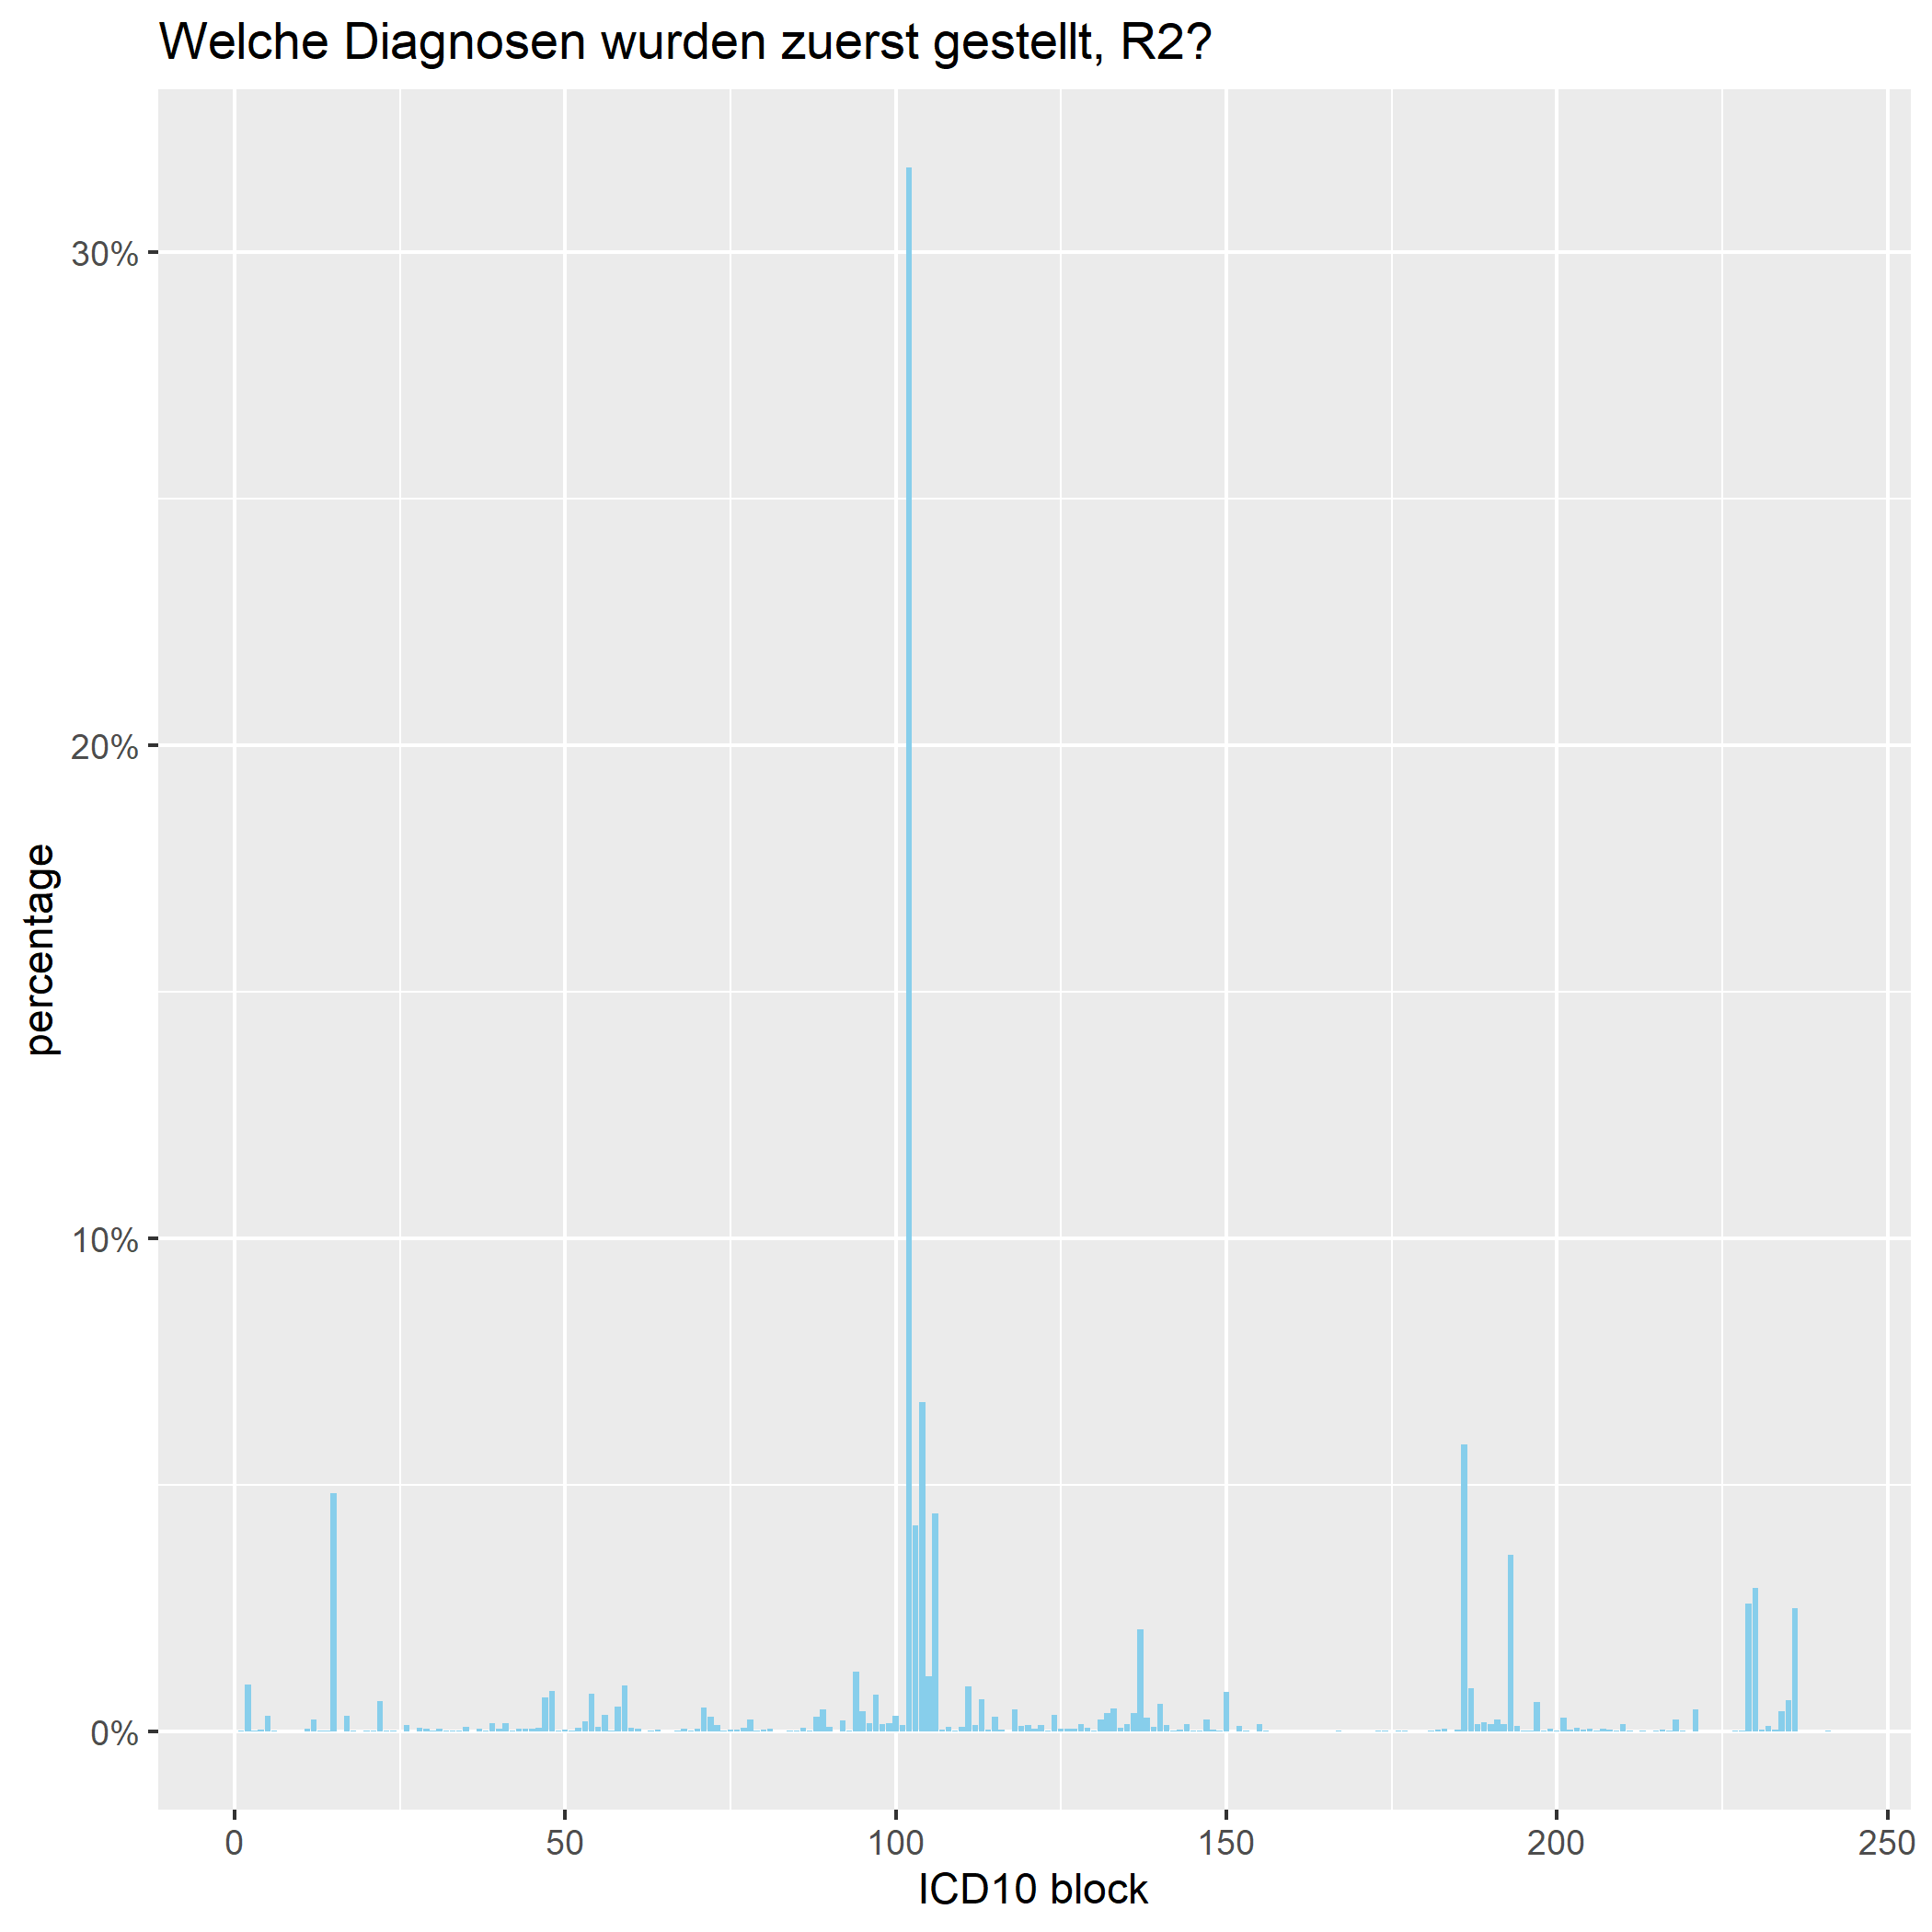 Welche Diagnosen wurden zuerst gestellt, R2?
percentage
30%
20%
10%
0%
0 50 100 150 200 250
ICD10 block